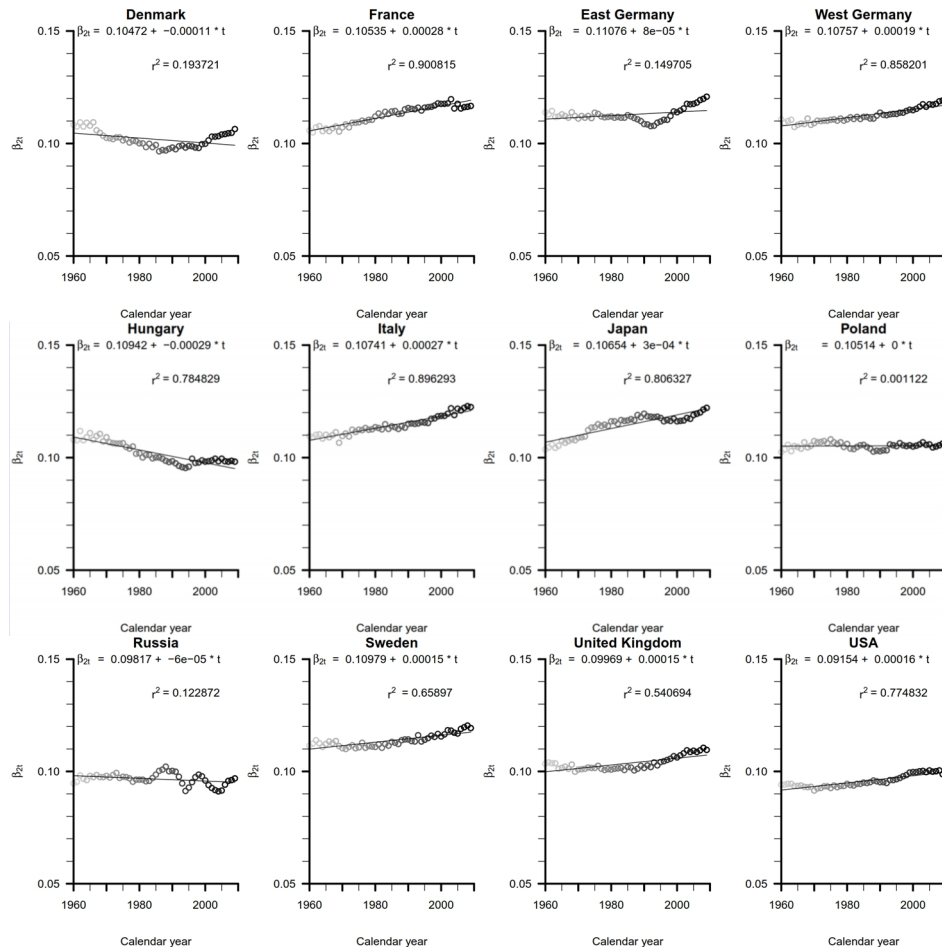 Denmark France East Germany West Germany
0.15 β2t = 0.10472 + −0.00011 * t 0.15 β2t = 0.10535 + 0.00028 * t 0.15 β2t = 0.11076 + 8e−05 * t 0.15 β2t = 0.10757 + 0.00019 * t
r2 = 0.193721 r2 = 0.900815 r2 = 0.149705 r2 = 0.858201
β2t 0.10 β2t 0.10 β2t 0.10 β2t 0.10
0.05 0.05 0.05 0.05
1960 1980 2000 1960 1980 2000 1960 1980 2000 1960 1980 2000
Calendar year Calendar year Calendar year Calendar year
Hungary Italy Japan Poland
0.15 β2t = 0.10942 + −0.00029 * t 0.15 β2t = 0.10741 + 0.00027 * t 0.15 β2t = 0.10654 + 3e−04 * t 0.15 = 0.10514 + 0 * t
r2 = 0.784829 r2 = 0.896293 r2 = 0.806327 r2 = 0.001122
β2t 0.10 β2t 0.10 β2t 0.10 β2t 0.10
0.05 0.05 0.05 0.05
1960 1980 2000 1960 1980 2000 1960 1980 2000 1960 1980 2000
Calendar year Calendar year Calendar year Calendar year
Russia Sweden United Kingdom USA
0.15 β2t = 0.09817 + −6e−05 * t 0.15 β2t = 0.10979 + 0.00015 * t 0.15 β2t = 0.09969 + 0.00015 * t 0.15 β2t = 0.09154 + 0.00016 * t
r2 = 0.122872 r2 = 0.65897 r2 = 0.540694 r2 = 0.774832
β2t 0.10 β2t 0.10 β2t 0.10 β2t 0.10
0.05 0.05 0.05 0.05
1960 1980 2000 1960 1980 2000 1960 1980 2000 1960 1980 2000
Calendar year Calendar year Calendar year Calendar year